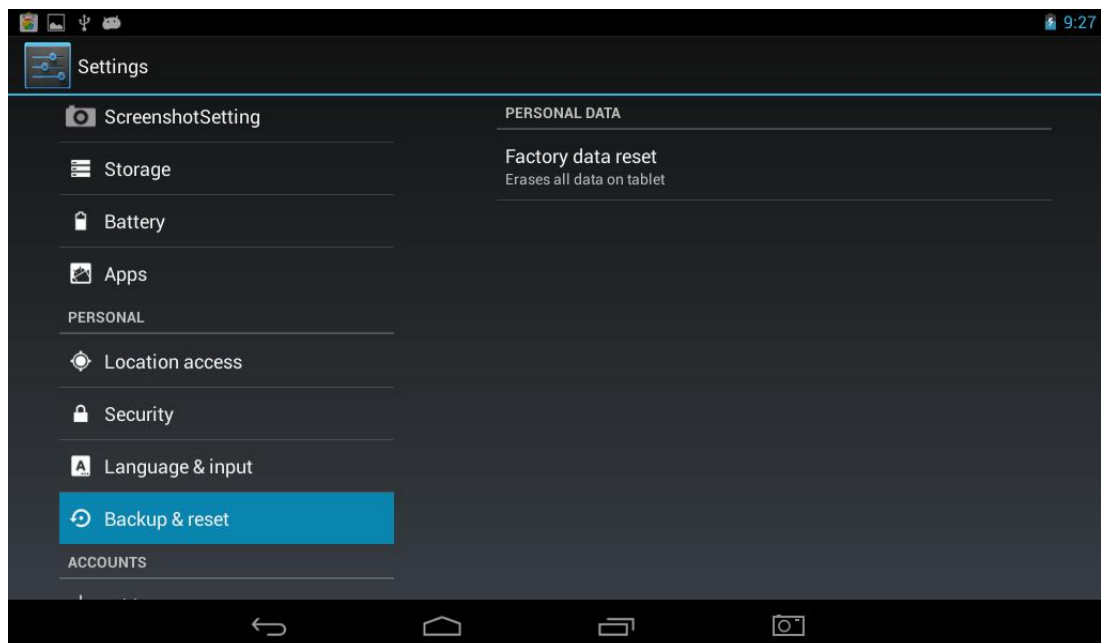 9:27
Settings
ScreenshotSetting
Storage
Battery
Apps
PERSONAL
Location access
Security
Language & input
Backup & reset
ACCOUNTS
PERSONAL DATA
Factory data reset
Erases all data on tablet